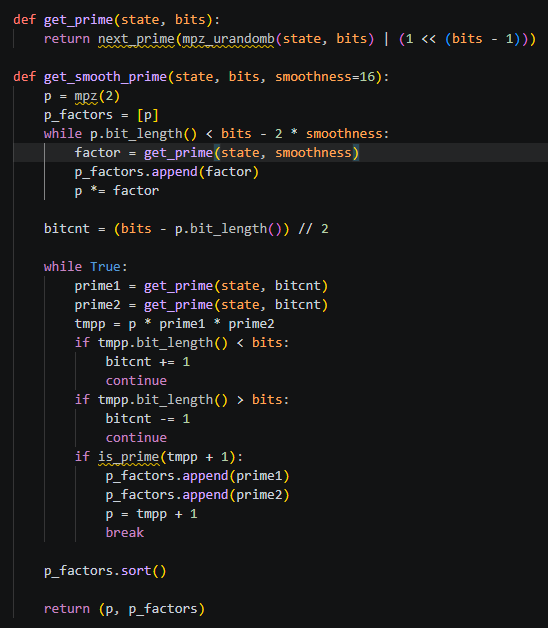 def get_prime(state, bits):
    return next_prime(mpz_urandomb(state, bits) | (1 << (bits - 1)))

def get_smooth_prime(state, bits, smoothness=16):
    p = mpz(2)
    p_factors = [p]
    while p.bit_length() < bits - 2 * smoothness:
        factor = get_prime(state, smoothness)
        p_factors.append(factor)
        p *= factor

    bitcnt = (bits - p.bit_length()) // 2

    while True:
        prime1 = get_prime(state, bitcnt)
        prime2 = get_prime(state, bitcnt)
        tmpp = p * prime1 * prime2
        if tmpp.bit_length() < bits:
            bitcnt += 1
            continue
        if tmpp.bit_length() > bits:
            bitcnt -= 1
            continue
        if is_prime(tmpp + 1):
            p_factors.append(prime1)
            p_factors.append(prime2)
            p = tmpp + 1
            break

    p_factors.sort()

    return (p, p_factors)